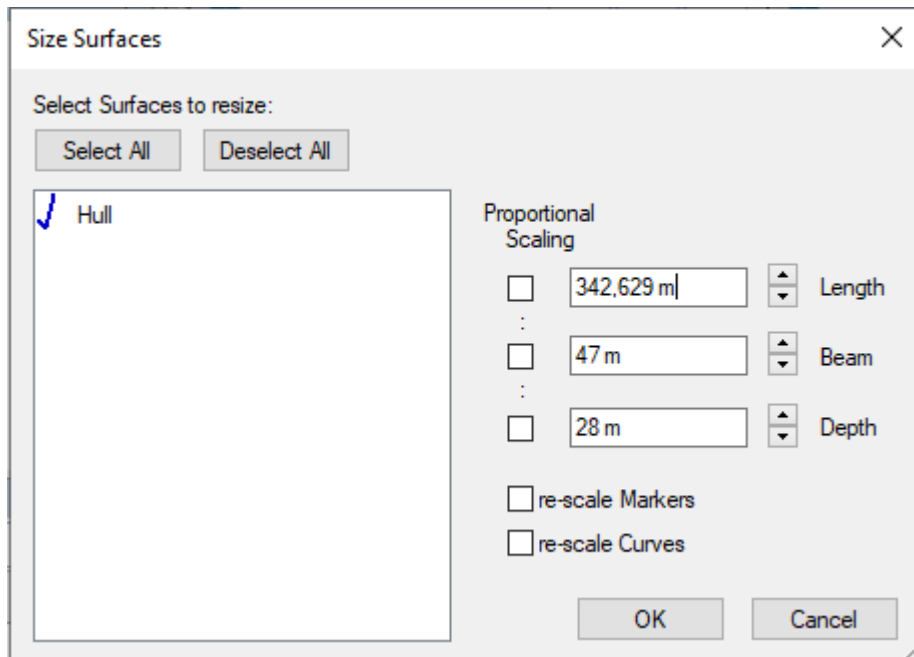 Size Surfaces
Select Surfaces to resize:
Select All
Deselect All
Hull
Proportional
Scaling
342,629 m
Length
:
47 m
Beam
:
28 m
Depth
re-scale Markers
re-scale Curves
OK
Cancel